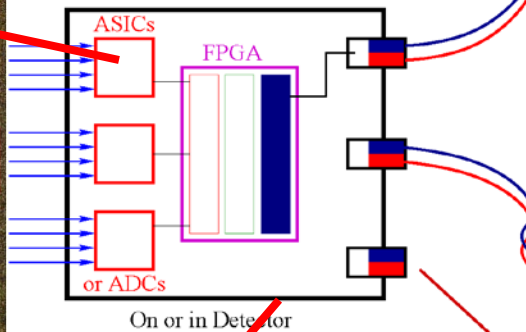 ASICs
FPGA
or ADCs
On or in Detector